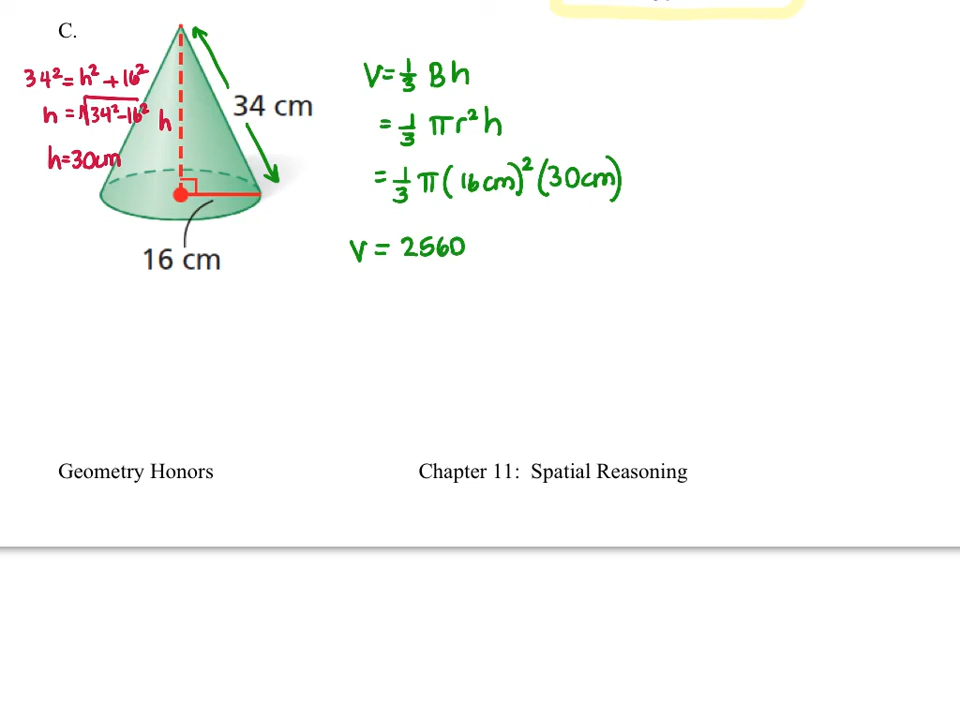 C.
34² = h² + 16²
h = √34² – 16²
h = 30cm
h
34 cm
16 cm
V = 1/3 Bh
= 1/3 πr²h
= 1/3 π(16cm)²(30cm)
V = 2560
Geometry Honors
Chapter 11: Spatial Reasoning